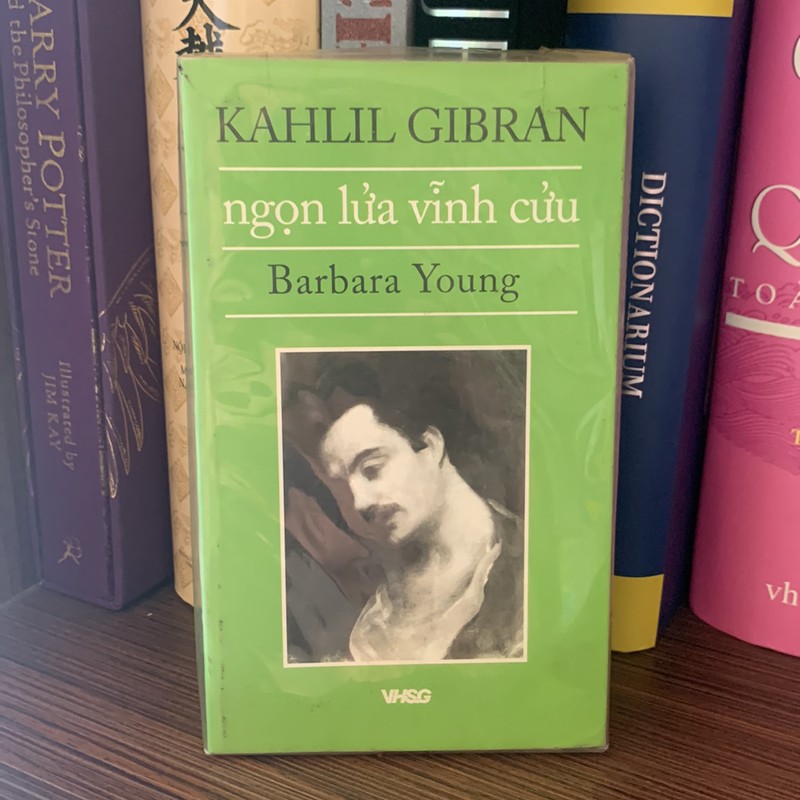 KAHLIL GIBRAN
ngọn lửa vĩnh cửu
Barbara Young
VHSG
ARRY POTTER
d the Philosopher's Stone
Illustrated by
JIM KAY
DICTIONARIUM
TOA
vh